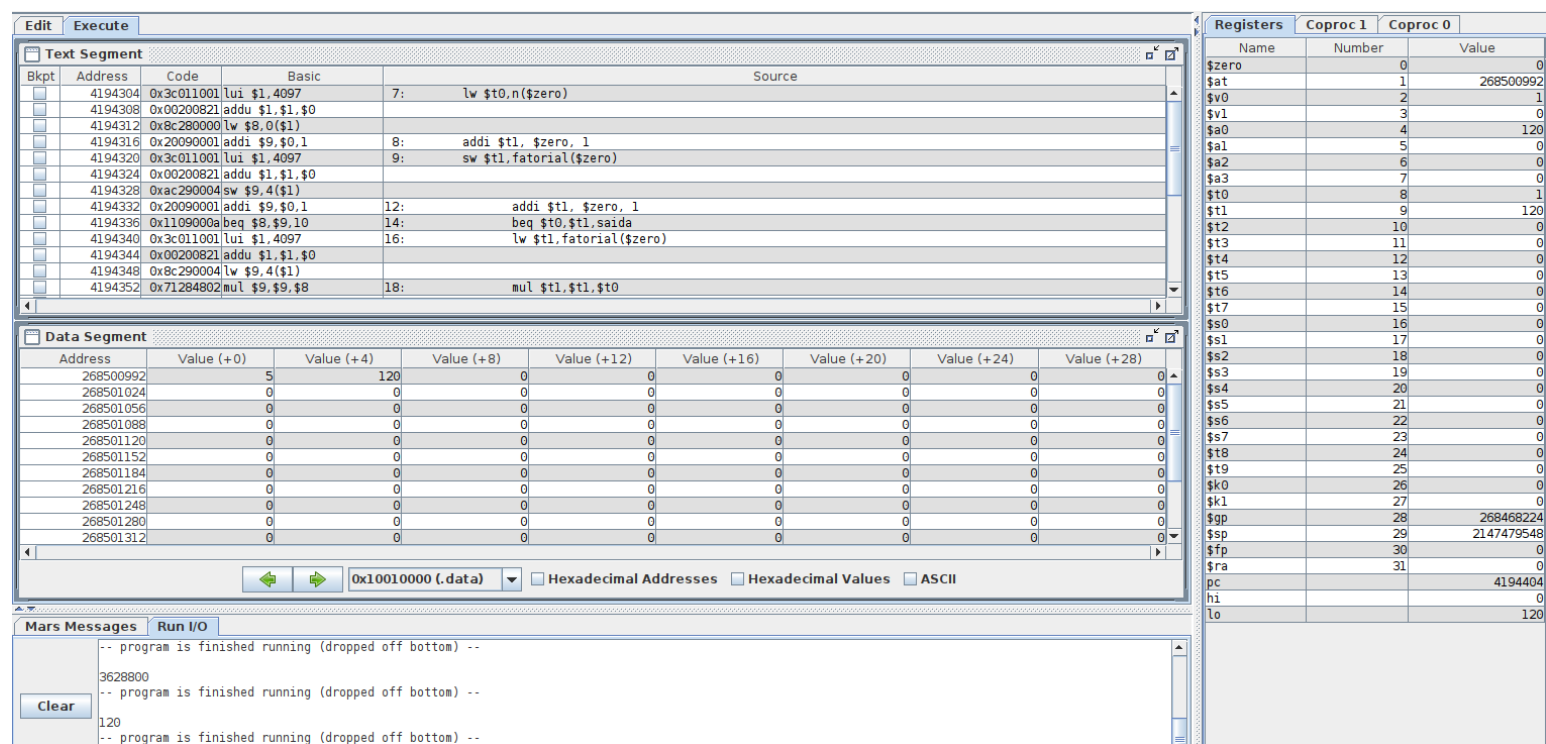 Edit Execute
Text Segment
Bkpt Address Code Basic Source
4194304 0x3c011001 lui $1,4097 7: lw $t0,n($zero)
4194308 0x00200821 addu $1,$1,$0
4194312 0x8c280000 lw $8,0($1)
4194316 0x20090001 addi $9,$0,1 8: addi $t1, $zero, 1
4194320 0x3c011001 lui $1,4097 9: sw $t1,fatorial($zero)
4194324 0x00200821 addu $1,$1,$0
4194328 0xac290004 sw $9,4($1)
4194332 0x20090001 addi $9,$0,1 12: addi $t1, $zero, 1
4194336 0x1109000a beq $8,$9,10 14: beq $t0,$t1,saida
4194340 0x3c011001 lui $1,4097 16: lw $t1,fatorial($zero)
4194344 0x00200821 addu $1,$1,$0
4194348 0x8c290004 lw $9,4($1)
4194352 0x71284802 mul $9,$9,$8 18: mul $t1,$t1,$t0
Data Segment
Address Value (+0) Value (+4) Value (+8) Value (+12) Value (+16) Value (+20) Value (+24) Value (+28)
268500992 5 120 0 0 0 0 0 0
268501024 0 0 0 0 0 0 0 0
268501056 0 0 0 0 0 0 0 0
268501088 0 0 0 0 0 0 0 0
268501120 0 0 0 0 0 0 0 0
268501152 0 0 0 0 0 0 0 0
268501184 0 0 0 0 0 0 0 0
268501216 0 0 0 0 0 0 0 0
268501248 0 0 0 0 0 0 0 0
268501280 0 0 0 0 0 0 0 0
268501312 0 0 0 0 0 0 0 0
0x10010000 (.data) Hexadecimal Addresses Hexadecimal Values ASCII
Mars Messages Run I/O
-- program is finished running (dropped off bottom) --
3628800
-- program is finished running (dropped off bottom) --
Clear
120
-- program is finished running (dropped off bottom) --
Registers Coproc 1 Coproc 0
Name Number Value
$zero 0 0
$at 1 268500992
$v0 2 1
$v1 3 0
$a0 4 120
$a1 5 0
$a2 6 0
$a3 7 0
$t0 8 1
$t1 9 120
$t2 10 0
$t3 11 0
$t4 12 0
$t5 13 0
$t6 14 0
$t7 15 0
$s0 16 0
$s1 17 0
$s2 18 0
$s3 19 0
$s4 20 0
$s5 21 0
$s6 22 0
$s7 23 0
$t8 24 0
$t9 25 0
$k0 26 0
$k1 27 0
$gp 28 268468224
$sp 29 2147479548
$fp 30 0
$ra 31 0
pc 4194404
hi 0
lo 120